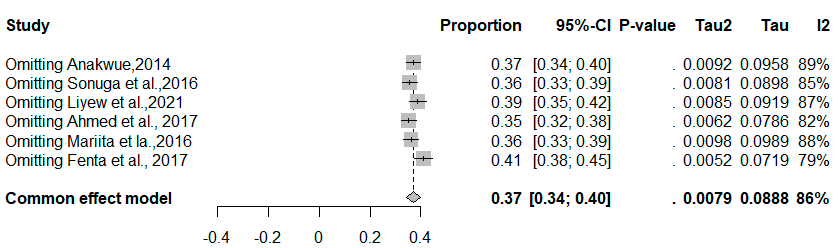 Study Proportion 95%-CI P-value Tau2 Tau I2
Omitting Anakwue,2014 0.37 [0.34; 0.40] . 0.0092 0.0958 89%
Omitting Sonuga et al.,2016 0.36 [0.33; 0.39] . 0.0081 0.0898 85%
Omitting Liyew et al.,2021 0.39 [0.35; 0.42] . 0.0085 0.0919 87%
Omitting Ahmed et al., 2017 0.35 [0.32; 0.38] . 0.0062 0.0786 82%
Omitting Mariita et la.,2016 0.36 [0.33; 0.39] . 0.0098 0.0989 88%
Omitting Fenta et al., 2017 0.41 [0.38; 0.45] . 0.0052 0.0719 79%
Common effect model 0.37 [0.34; 0.40] . 0.0079 0.0888 86%
-0.4 -0.2 0 0.2 0.4